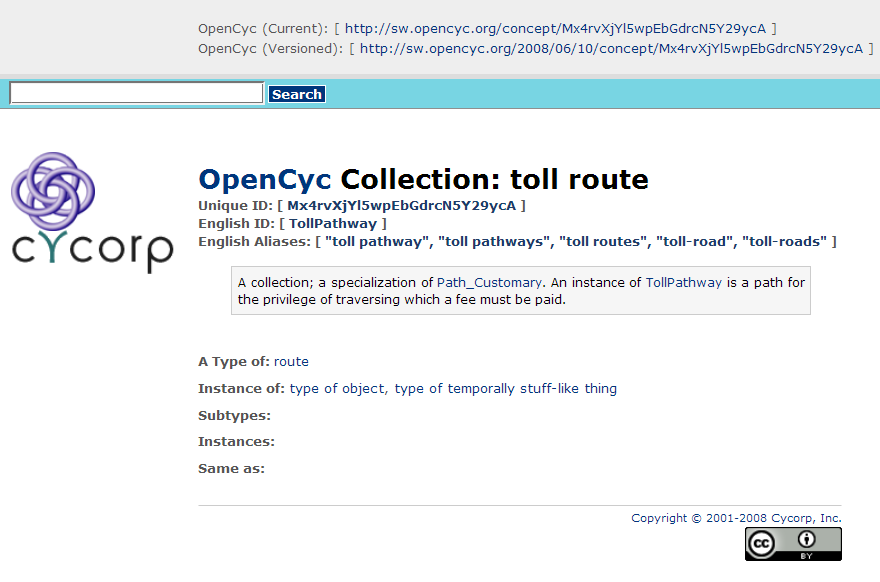 OpenCyc (Current): [ http://sw.opencyc.org/concept/Mx4rvXjYl5wpEbGdrcN5Y29ycA ]
OpenCyc (Versioned): [ http://sw.opencyc.org/2008/06/10/concept/Mx4rvXjYl5wpEbGdrcN5Y29ycA ]
Search
cYcorp
OpenCyc Collection: toll route
Unique ID: [ Mx4rvXjYl5wpEbGdrcN5Y29ycA ]
English ID: [ TollPathway ]
English Aliases: [ "toll pathway", "toll pathways", "toll routes", "toll-road", "toll-roads" ]
A collection; a specialization of Path_Customary. An instance of TollPathway is a path for
the privilege of traversing which a fee must be paid.
A Type of: route
Instance of: type of object, type of temporally stuff-like thing
Subtypes:
Instances:
Same as:
Copyright © 2001-2008 Cycorp, Inc.
cc
BY